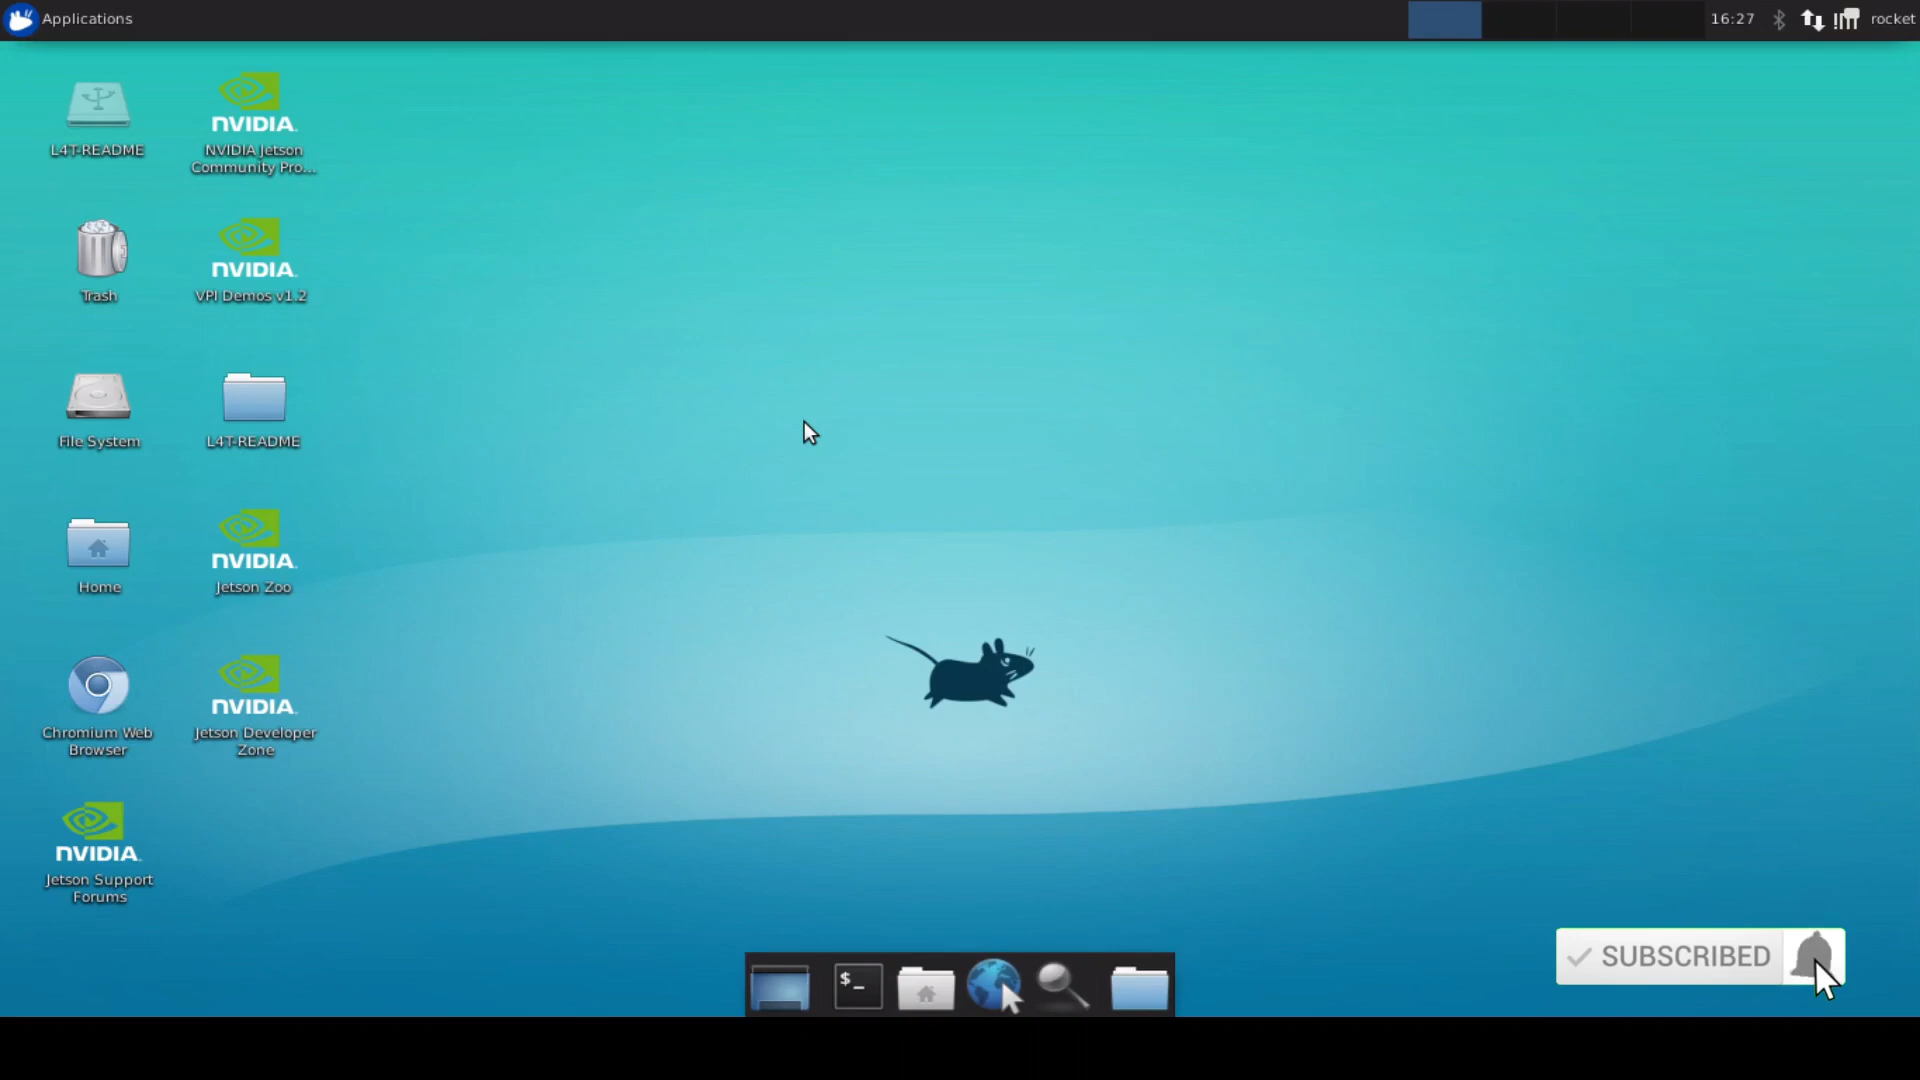 Applications
16:27
rocket
L4T-README
NVIDIA.
NVIDIA Jetson
Community Pro...
Trash
NVIDIA.
VPI Demos v1.2
File System
L4T-README
Home
NVIDIA.
Jetson Zoo
Chromium Web
Browser
NVIDIA.
Jetson Developer
Zone
NVIDIA.
Jetson Support
Forums
$_
SUBSCRIBED